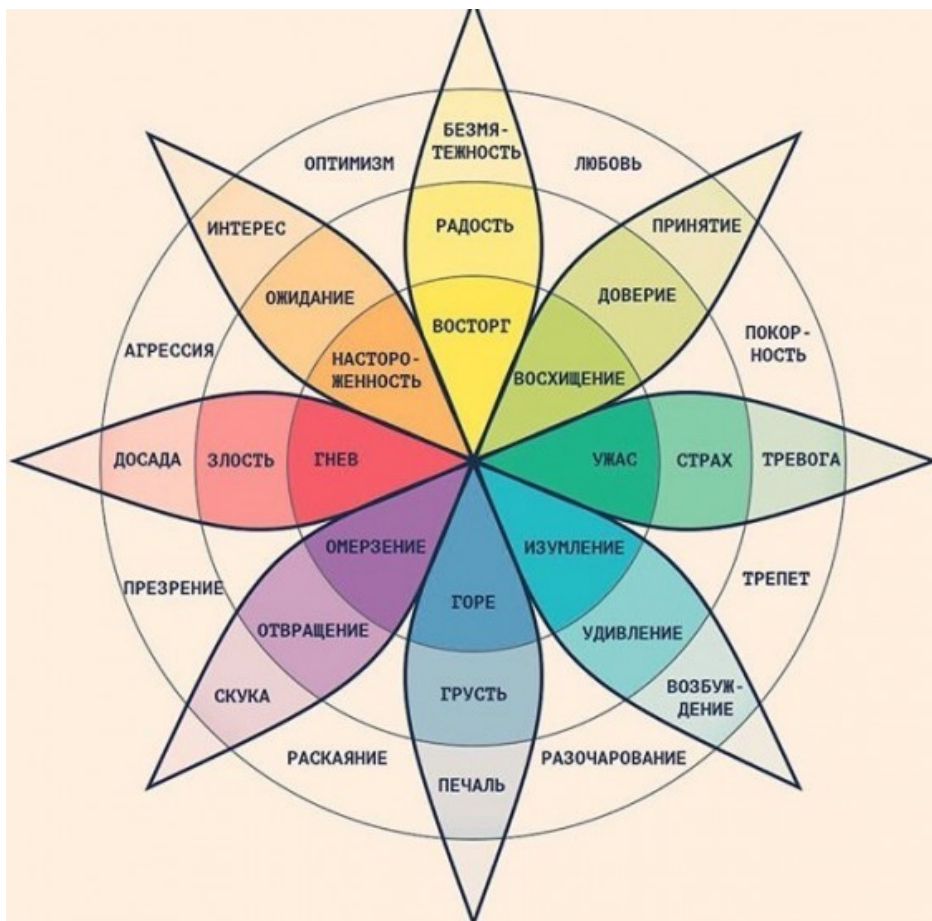 БЕЗМЯ-
ТЕЖНОСТЬ
ОПТИМИЗМ
ЛЮБОВЬ
ИНТЕРЕС
РАДОСТЬ
ПРИНЯТИЕ
ОЖИДАНИЕ
ДОВЕРИЕ
ВОСТОРГ
АГРЕССИЯ
НАСТОРО-
ЖЕННОСТЬ
ВОСХИЩЕНИЕ
ПОКОР-
НОСТЬ
ДОСАДА
ЗЛОСТЬ
ГНЕВ
УЖАС
СТРАХ
ТРЕВОГА
ОМЕРЗЕНИЕ
ИЗУМЛЕНИЕ
ПРЕЗРЕНИЕ
ГОРЕ
ТРЕПЕТ
ОТВРАЩЕНИЕ
УДИВЛЕНИЕ
СКУКА
ГРУСТЬ
ВОЗБУЖ-
ДЕНИЕ
РАСКАЯНИЕ
ПЕЧАЛЬ
РАЗОЧАРОВАНИЕ